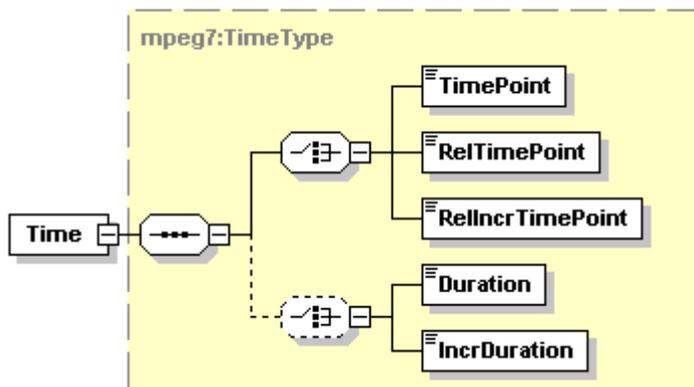 mpeg7:TimeType
TimePoint
RelTimePoint
RelIncrTimePoint
Time
Duration
IncrDuration